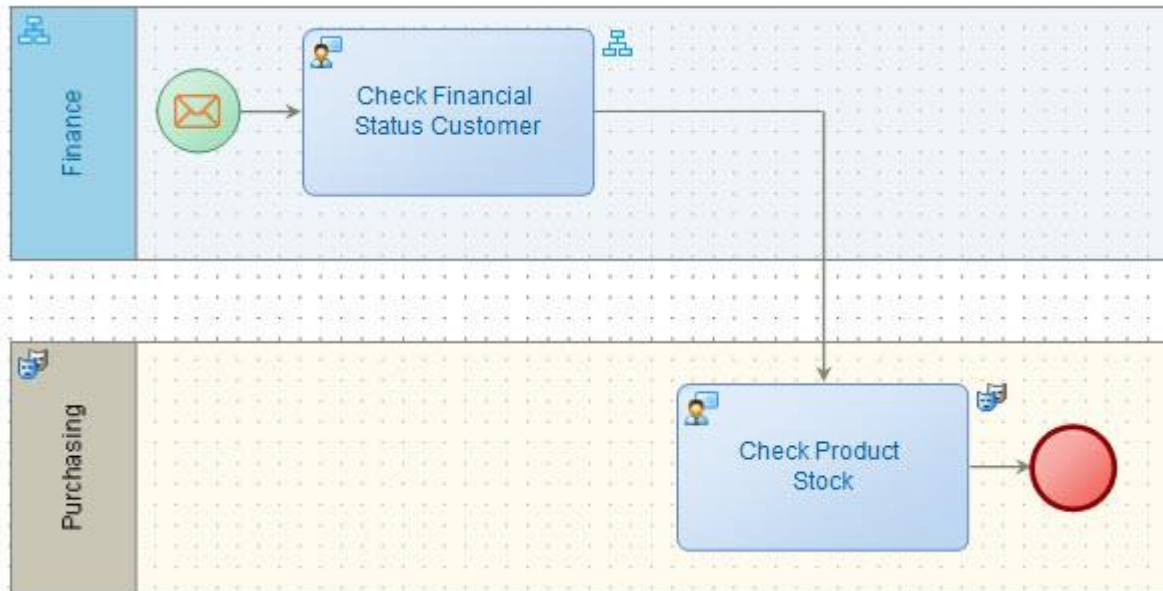 Finance
Check Financial
Status Customer
Purchasing
Check Product
Stock